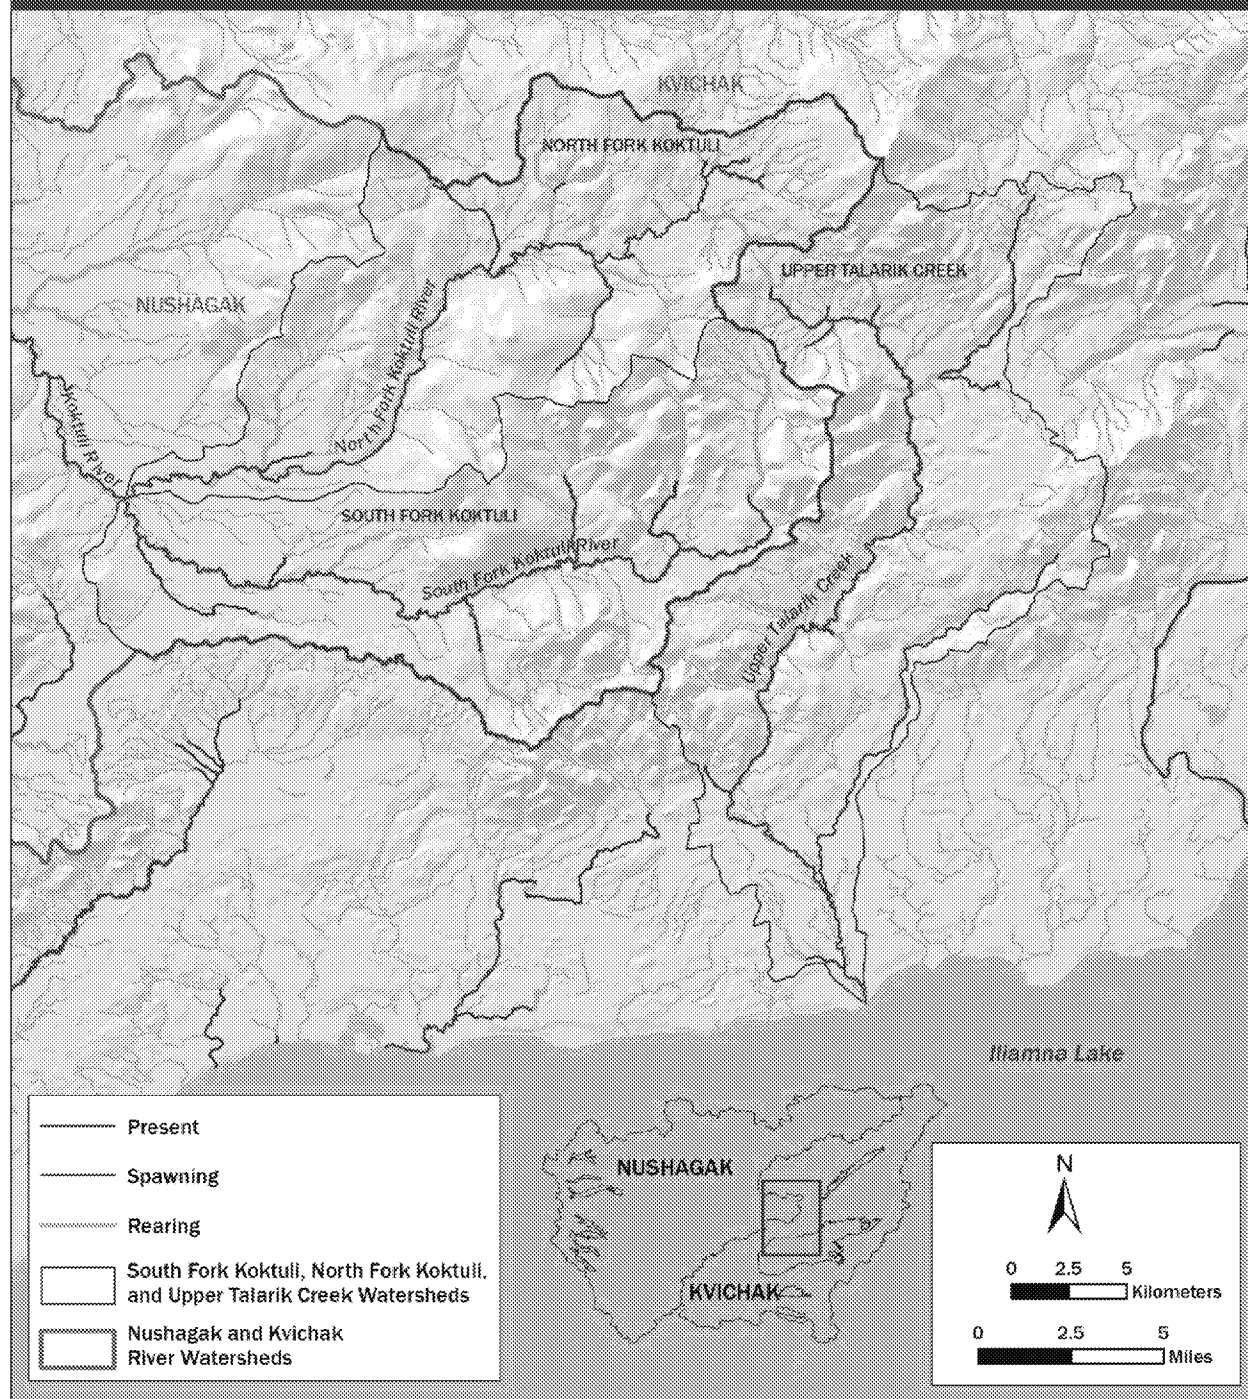 KVICHAK
NORTH FORK KOKTULI
UPPER TALARIK CREEK
NUSHAGAK
North Fork Koktuli River
Koktuli River
SOUTH FORK KOKTULI
South Fork Koktuli River
Upper Talarik Creek
Iliamna Lake
Present
Spawning
Rearing
South Fork Koktuli, North Fork Koktuli,
and Upper Talarik Creek Watersheds
Nushagak and Kvichak
River Watersheds
NUSHAGAK
KVICHAK
N
0 2.5 5
Kilometers
0 2.5 5
Miles